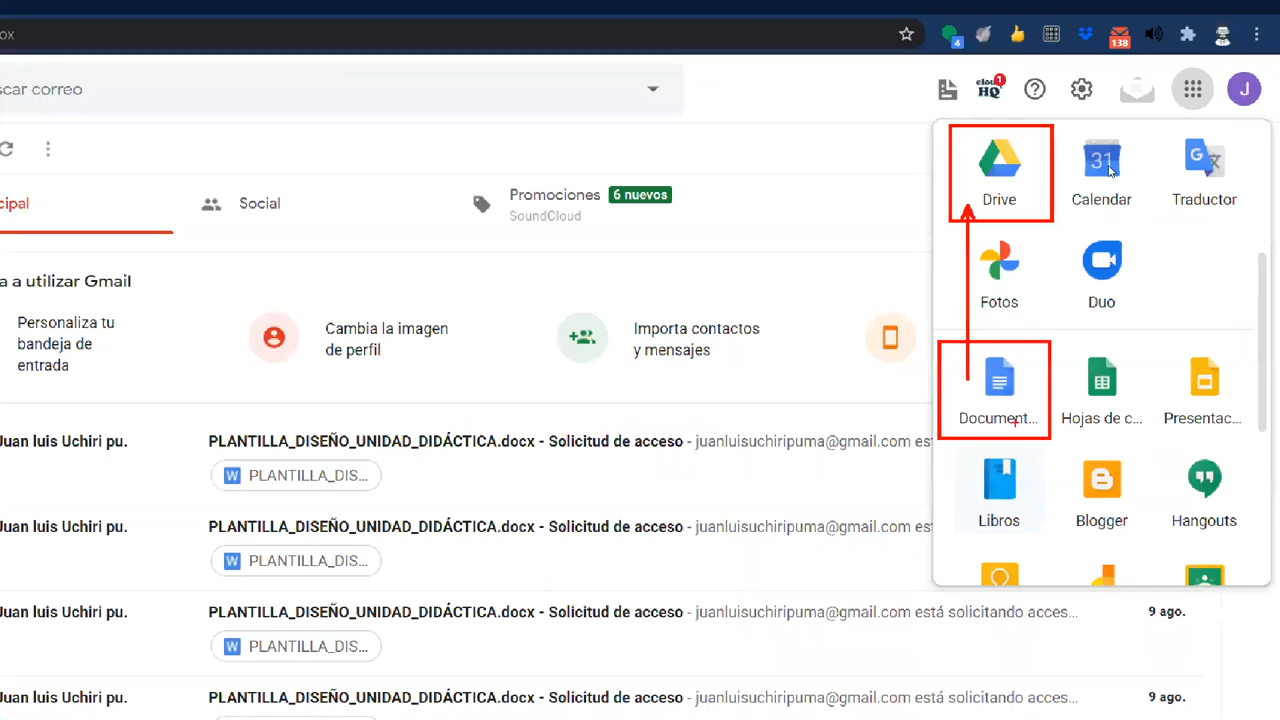 ox
4
138
scar correo
cloudHQ
1
J
cipal
Social
Promociones 6 nuevos
SoundCloud
a a utilizar Gmail
Personaliza tu
bandeja de
entrada
Cambia la imagen
de perfil
Importa contactos
y mensajes
Juan luis Uchiri pu.
PLANTILLA_DISEÑO_UNIDAD_DIDÁCTICA.docx - Solicitud de acceso - juanluisuchiripuma@gmail.com est
W PLANTILLA_DIS...
Juan luis Uchiri pu.
PLANTILLA_DISEÑO_UNIDAD_DIDÁCTICA.docx - Solicitud de acceso - juanluisuchiripuma@gmail.com est
W PLANTILLA_DIS...
Juan luis Uchiri pu.
PLANTILLA_DISEÑO_UNIDAD_DIDÁCTICA.docx - Solicitud de acceso - juanluisuchiripuma@gmail.com está solicitando acces...
9 ago.
W PLANTILLA_DIS...
Juan luis Uchiri pu.
PLANTILLA_DISEÑO_UNIDAD_DIDÁCTICA.docx - Solicitud de acceso - juanluisuchiripuma@gmail.com está solicitando acces...
9 ago.
Drive
31
Calendar
G
Traductor
Fotos
Duo
Document...
Hojas de c...
Presentac...
Libros
Blogger
Hangouts